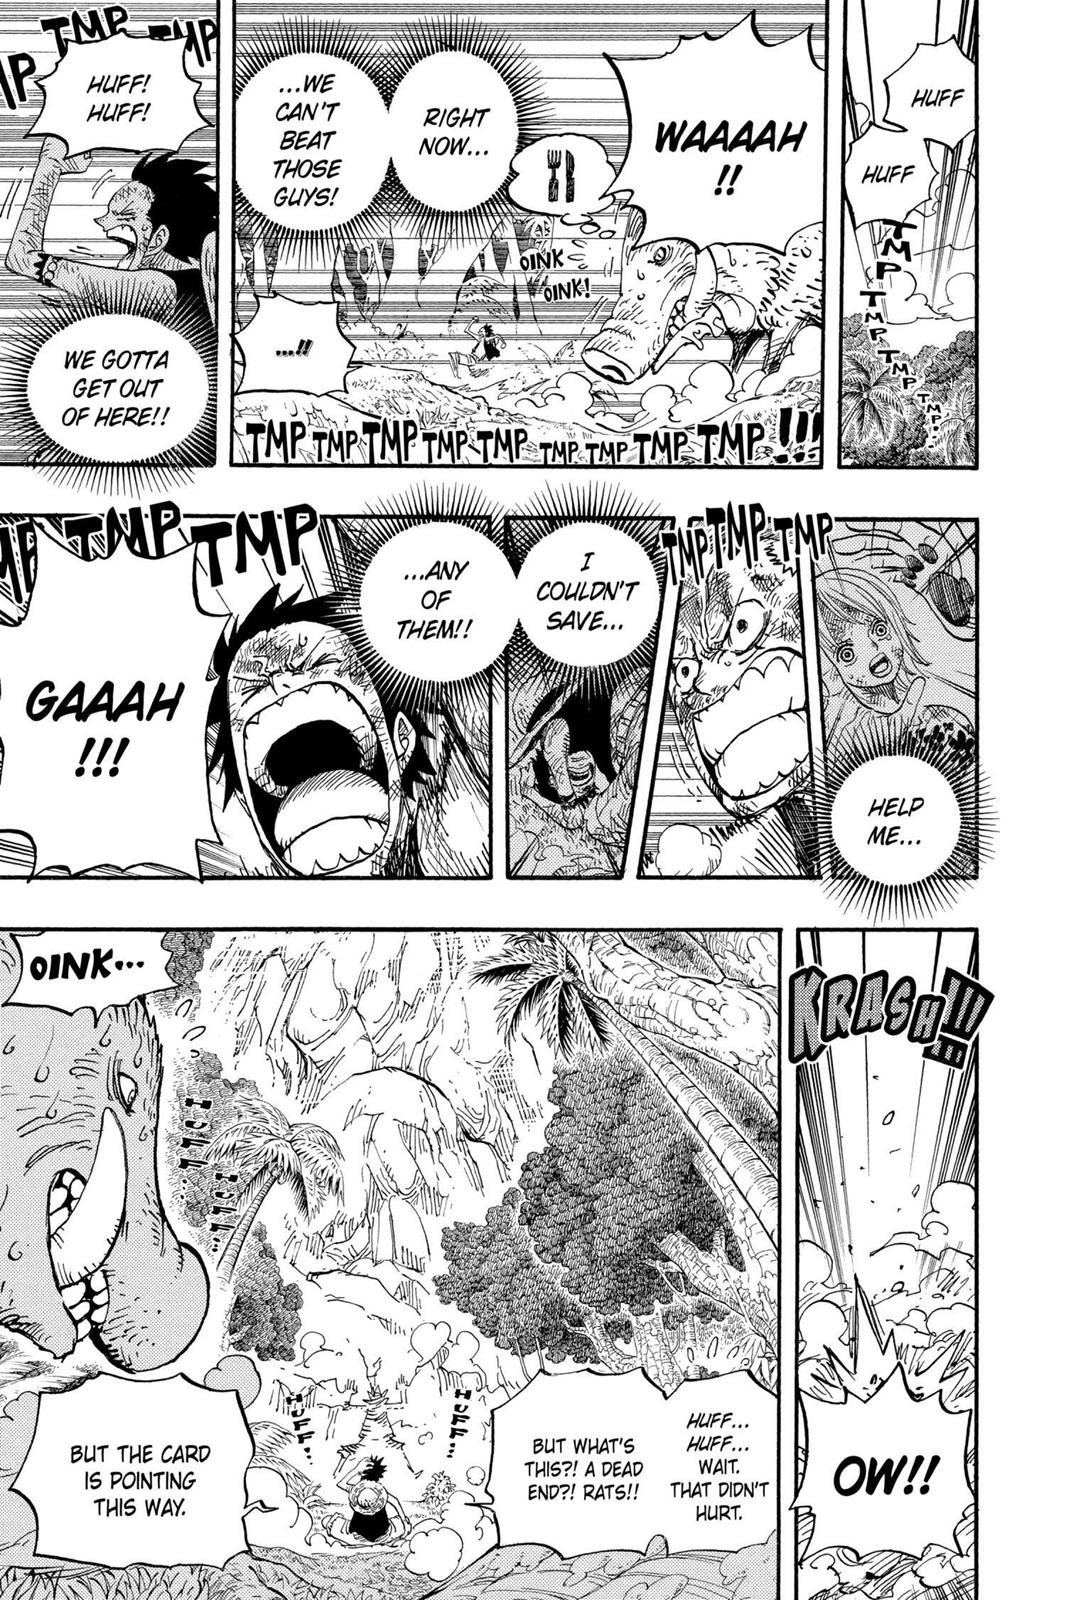 HUFF
HUFF
TMP
TMP
TMP
TMP
TMP...
WAAAAH
!!
RIGHT
NOW...
...WE
CAN'T
BEAT
THOSE
GUYS!
OINK
OINK!
...!!
TMP TMP TMP TMP TMP TMP TMP TMP TMP !!!
TMP TMP
TMP
HUFF!
HUFF!
WE GOTTA
GET OUT
OF HERE!!
HELP
ME...
TMP TMP TMP
I
COULDN'T
SAVE...
...ANY
OF
THEM!!
TMP TMP TMP
GAAAH
!!!
KRASH!!!
OW!!
HUFF...
HUFF...
WAIT.
THAT DIDN'T
HURT.
BUT WHAT'S
THIS?! A DEAD
END?! RATS!!
HUFF...
HUFF...
HUFF...
HUFF...
OINK...
BUT THE CARD
IS POINTING
THIS WAY.